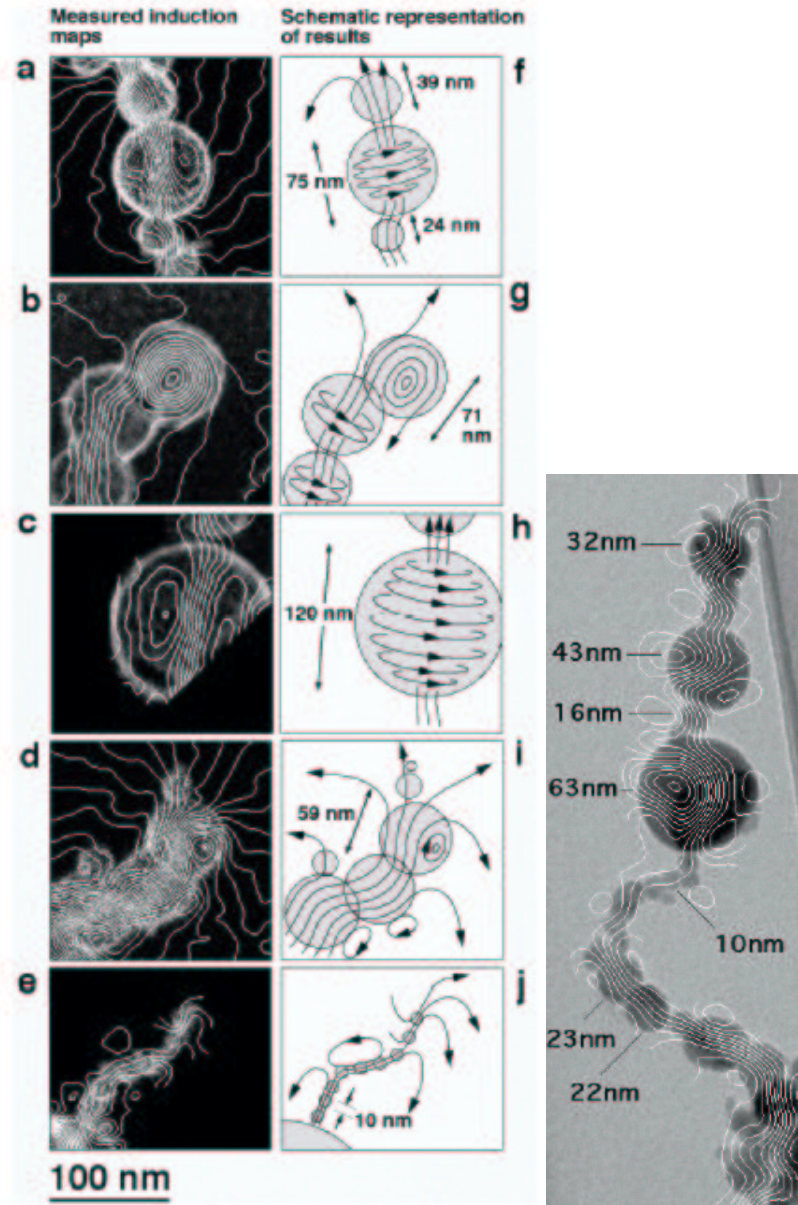 Measured induction
maps
Schematic representation
of results
a
f
39 nm
75 nm
24 nm
b
g
71
nm
c
h
120 nm
d
i
59 nm
e
j
10 nm
100 nm
32nm
43nm
16nm
63nm
10nm
23nm
22nm